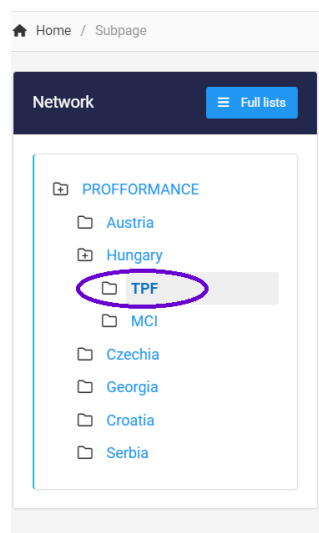 Home / Subpage
Network
Full lists
PROFFORMANCE
Austria
Hungary
TPF
MCI
Czechia
Georgia
Croatia
Serbia